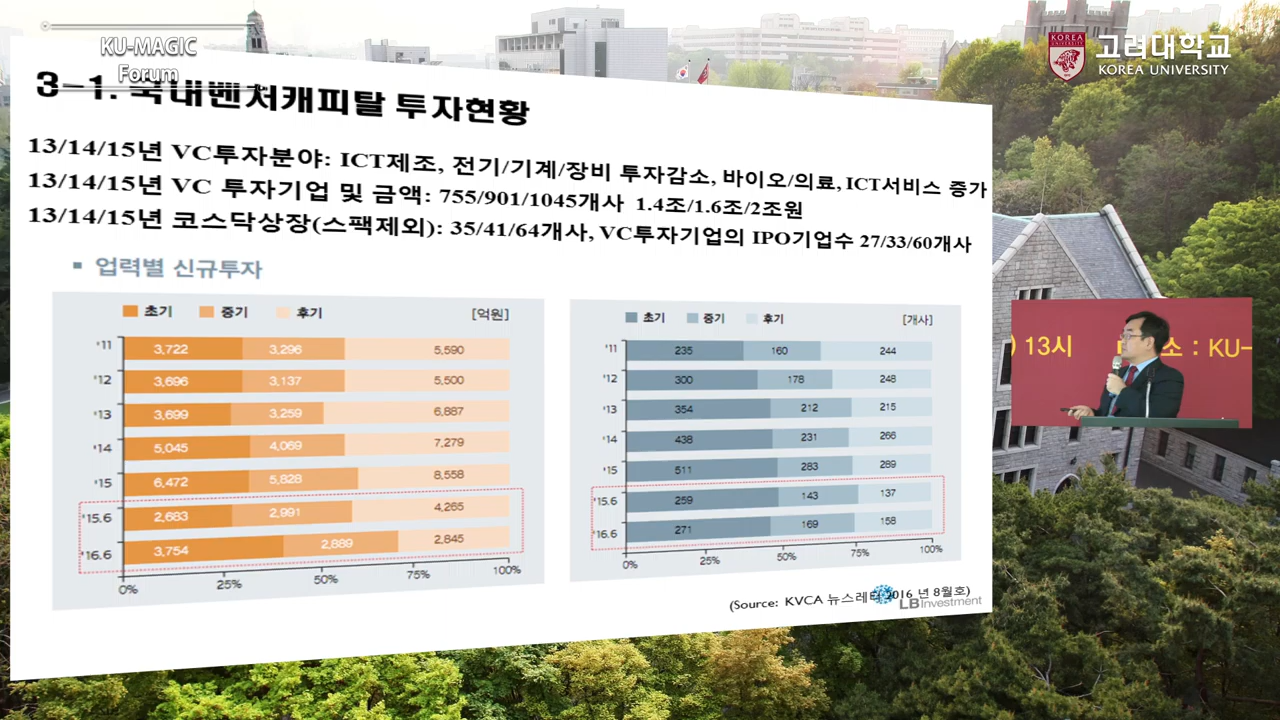 KU-MAGIC
Forum
KOREA
고려대학교
KOREA UNIVERSITY
3-1. 국내벤처캐피탈 투자현황
13/14/15년 VC투자분야: ICT제조, 전기/기계/장비 투자감소, 바이오/의료, ICT서비스 증가
13/14/15년 VC 투자기업 및 금액: 755/901/1045개사 1.4조/1.6조/2조원
13/14/15년 코스닥상장(스팩제외): 35/41/64개사, VC투자기업의 IPO기업수 27/33/60개사
▪ 업력별 신규투자
초기 중기 후기 [억원]
'11 3,722 3,296 5,590
'12 3,696 3,137 5,500
'13 3,699 3,259 6,887
'14 5,045 4,069 7,279
'15 6,472 5,828 8,558
'15.6 2,683 2,991 4,265
'16.6 3,754 2,889 2,845
0% 25% 50% 75% 100%
초기 중기 후기 [개사]
'11 235 160 244
'12 300 178 248
'13 354 212 215
'14 438 231 266
'15 511 283 289
'15.6 259 143 137
'16.6 271 169 158
0% 25% 50% 75% 100%
(Source: KVCA 뉴스레터 2016 년 8월호)
LB Investment
) 13시
소 : KU-